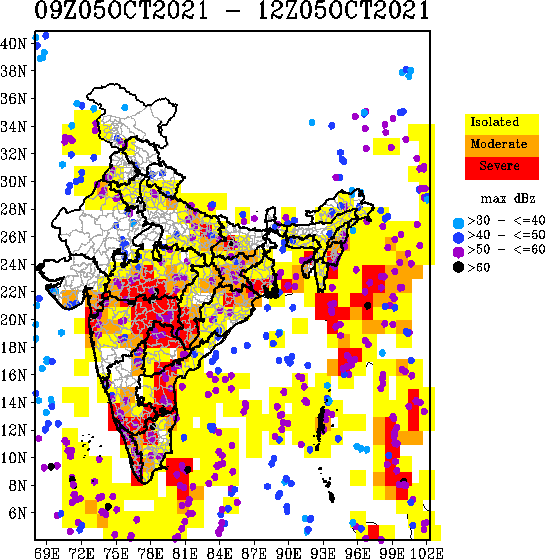 09Z05OCT2021 - 12Z05OCT2021
40N
38N
36N
34N
32N
30N
28N
26N
24N
22N
20N
18N
16N
14N
12N
10N
8N
6N
69E 72E 75E 78E 81E 84E 87E 90E 93E 96E 99E 102E
Isolated
Moderate
Severe
max dBz
>30 - <=40
>40 - <=50
>50 - <=60
>60